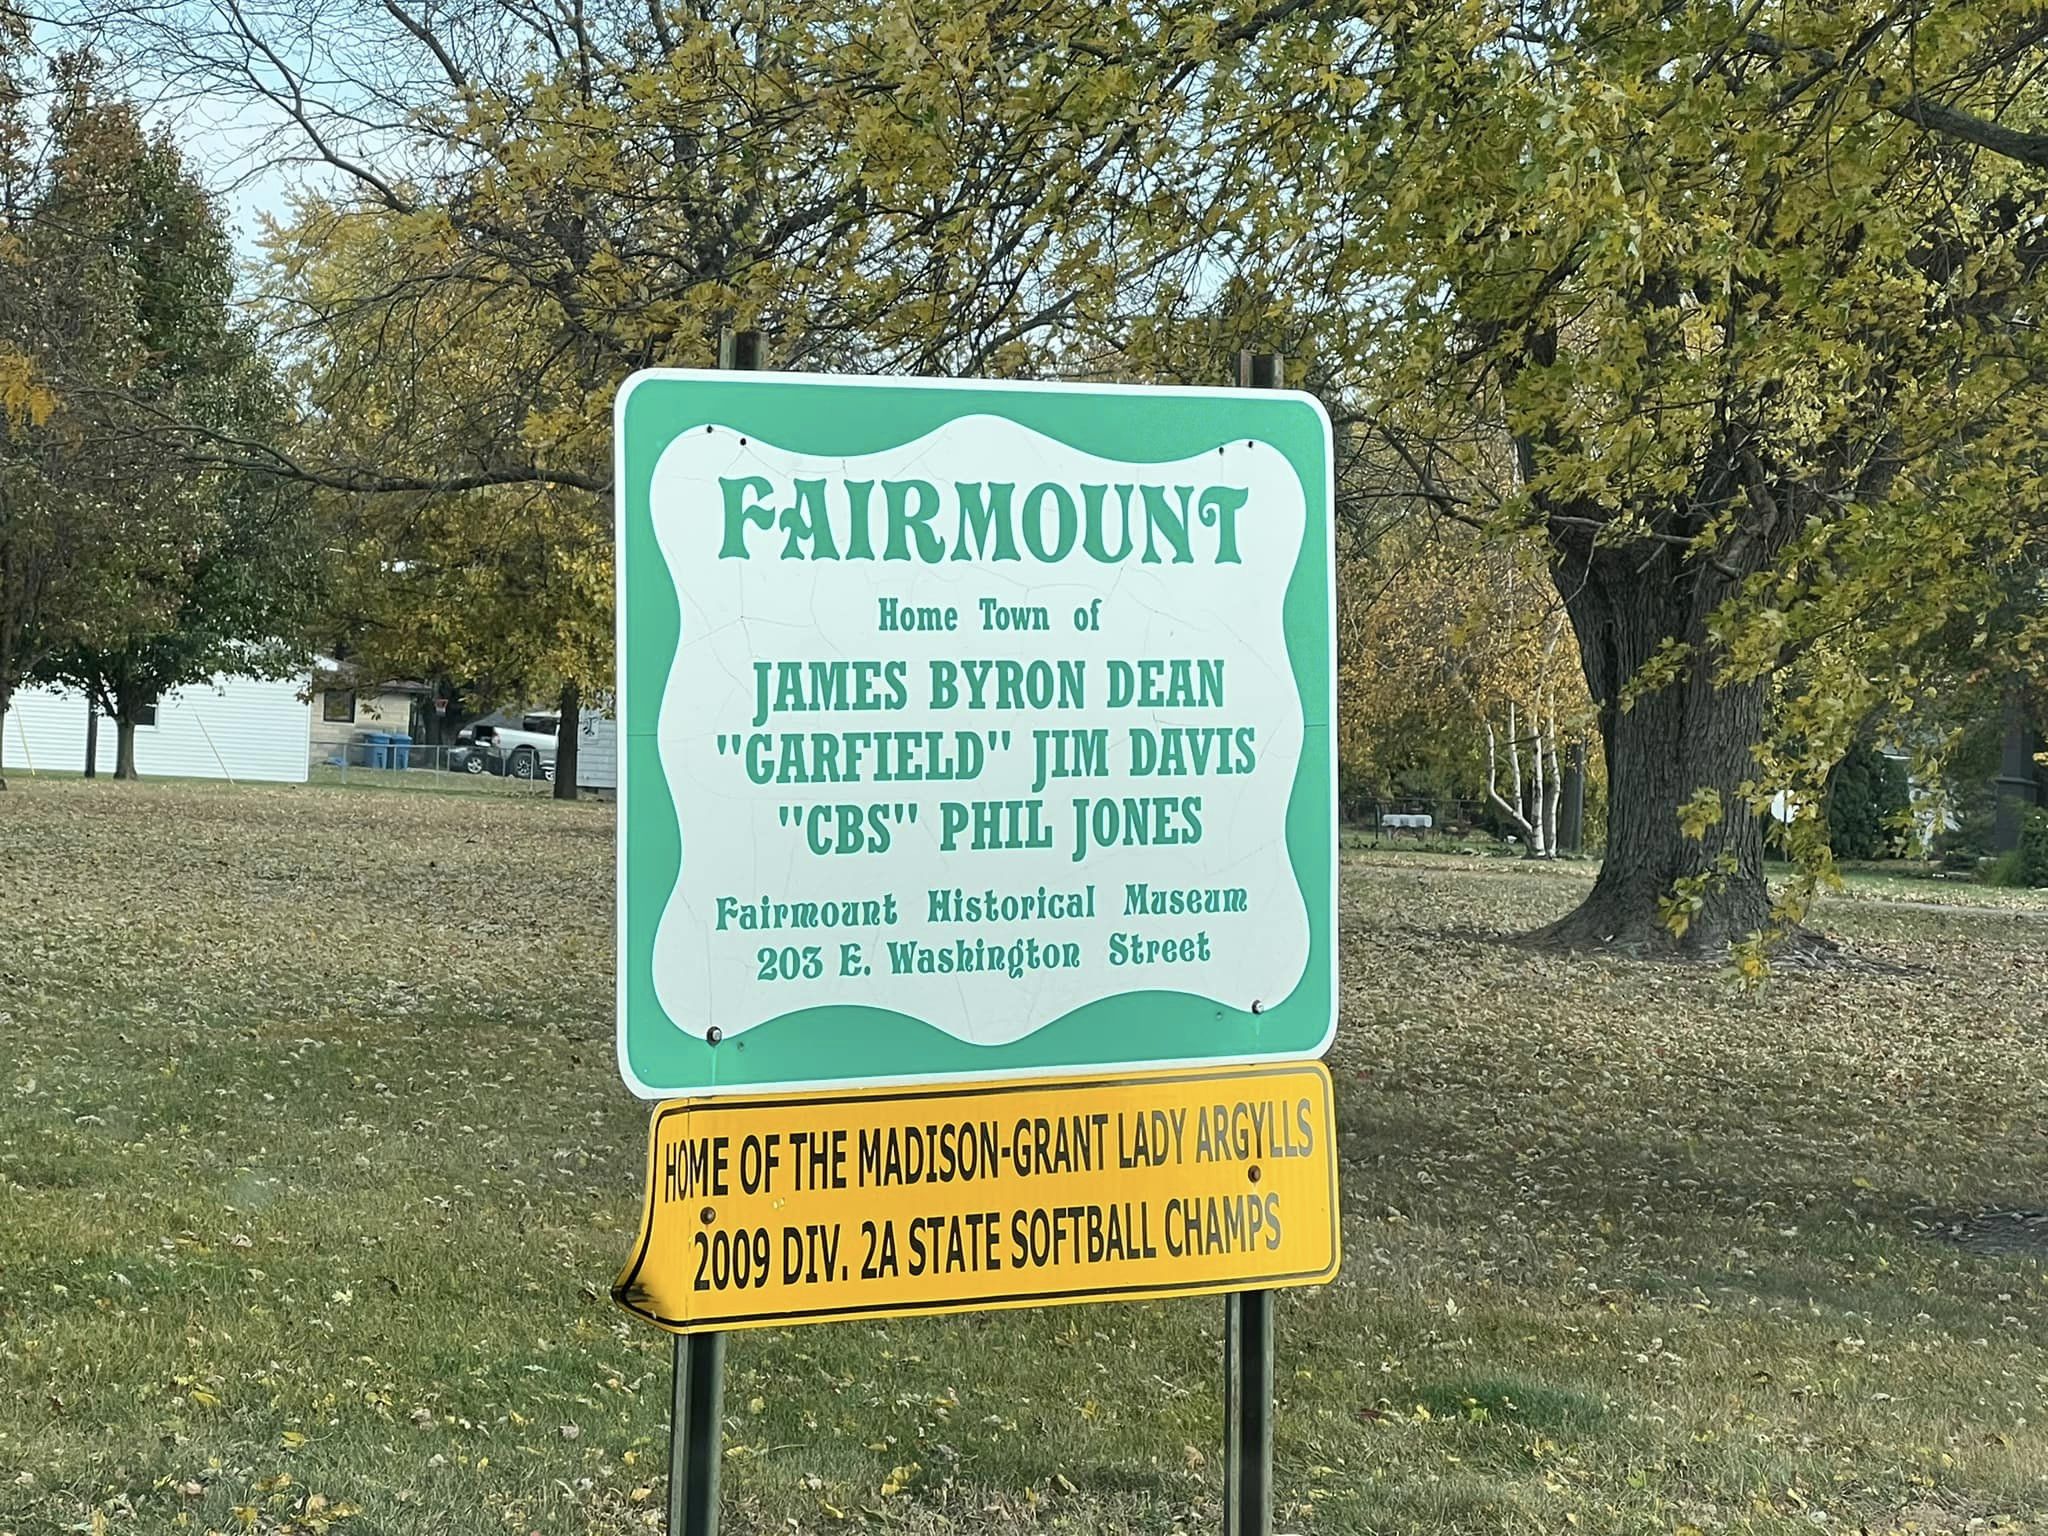 FAIRMOUNT
Home Town of
JAMES BYRON DEAN
"GARFIELD" JIM DAVIS
"CBS" PHIL JONES
Fairmount Historical Museum
203 E. Washington Street
HOME OF THE MADISON-GRANT LADY ARGYLLS
2009 DIV. 2A STATE SOFTBALL CHAMPS